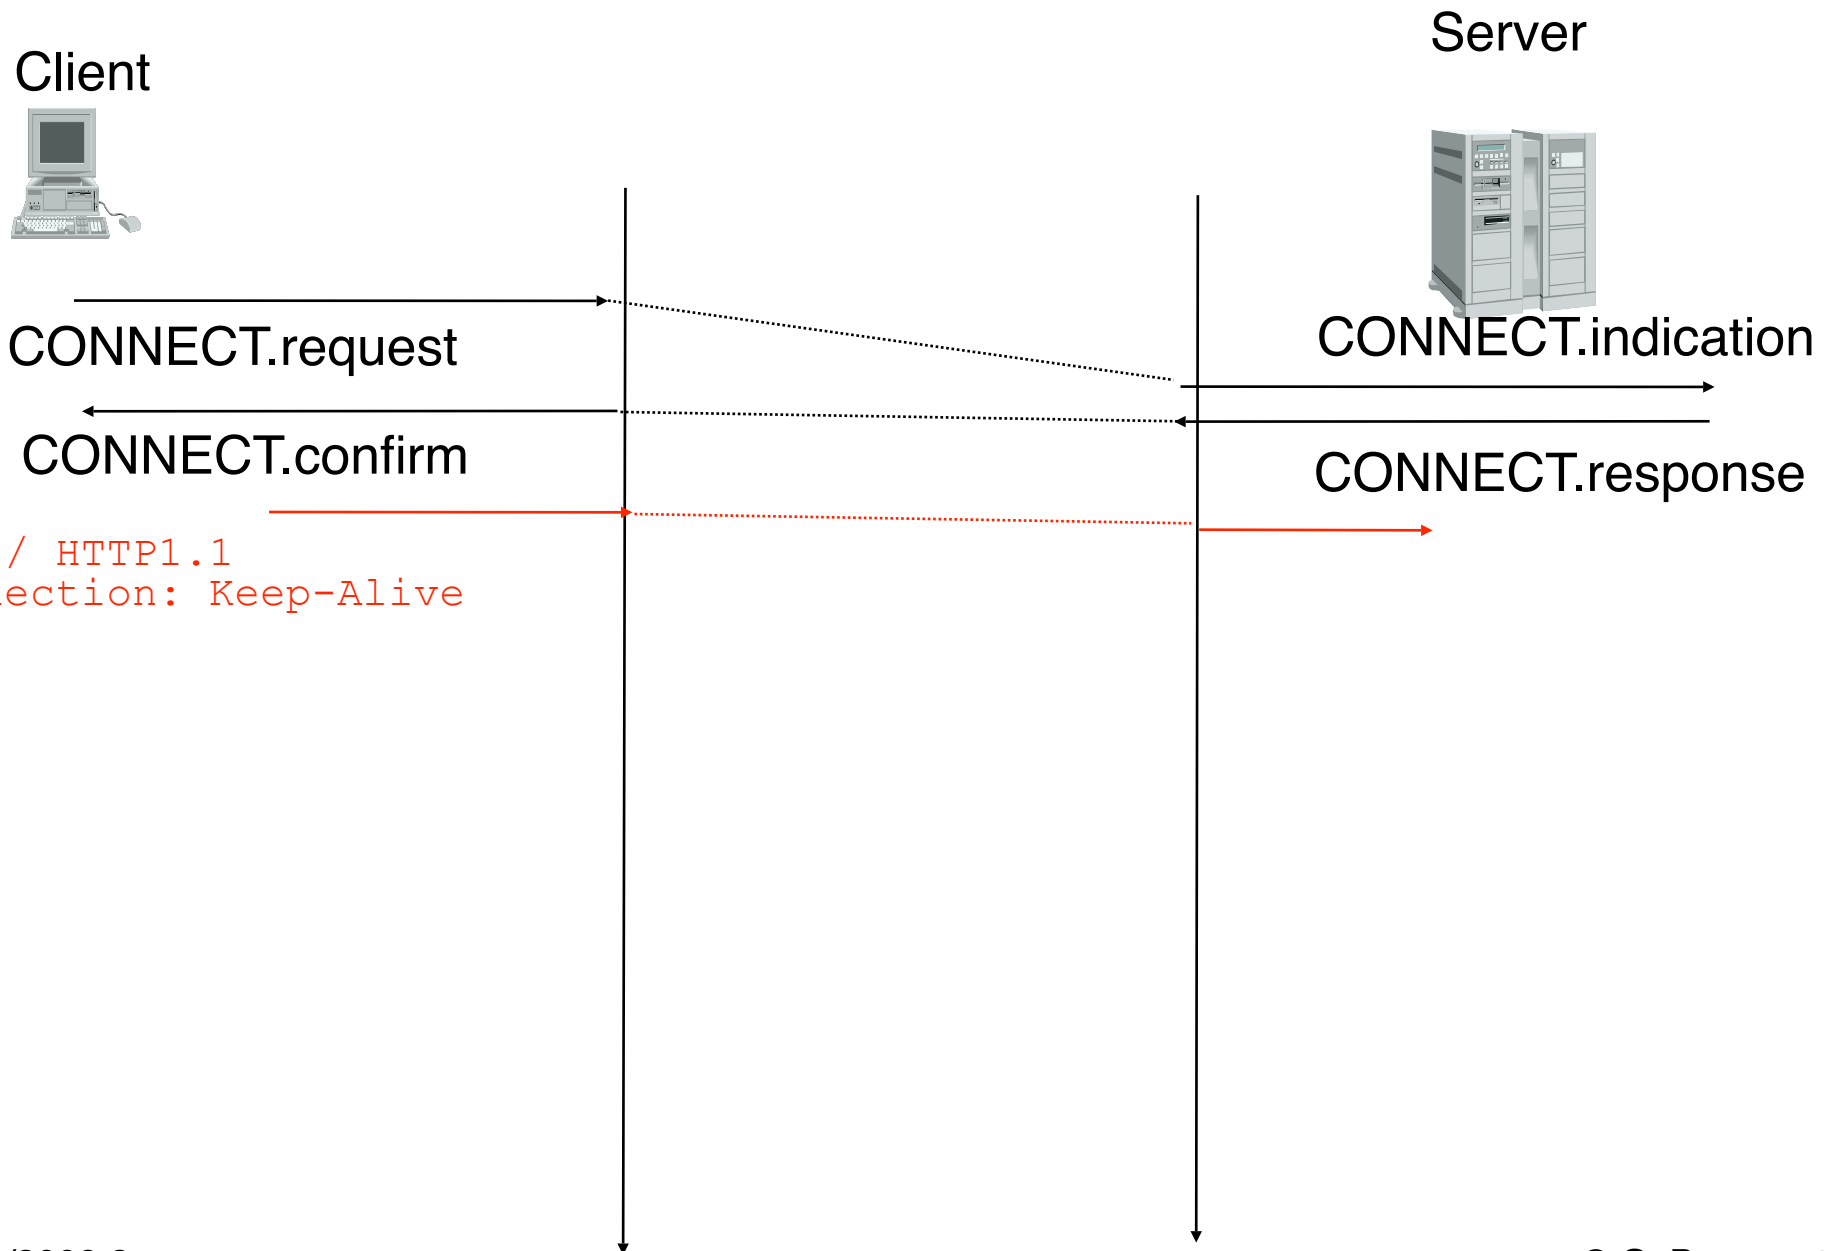 Server
Client
CONNECT.request
CONNECT.indication
CONNECT.confirm
CONNECT.response
/ HTTP1.1
ection: Keep-Alive